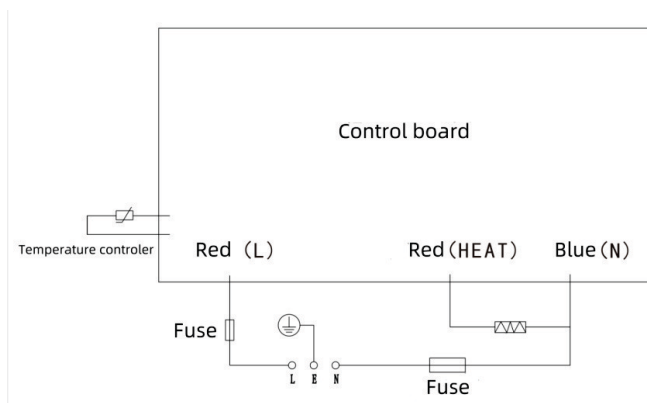 Control board
Temperature controler
Red (L)
Red(HEAT)
Blue(N)
Fuse
L E N
Fuse